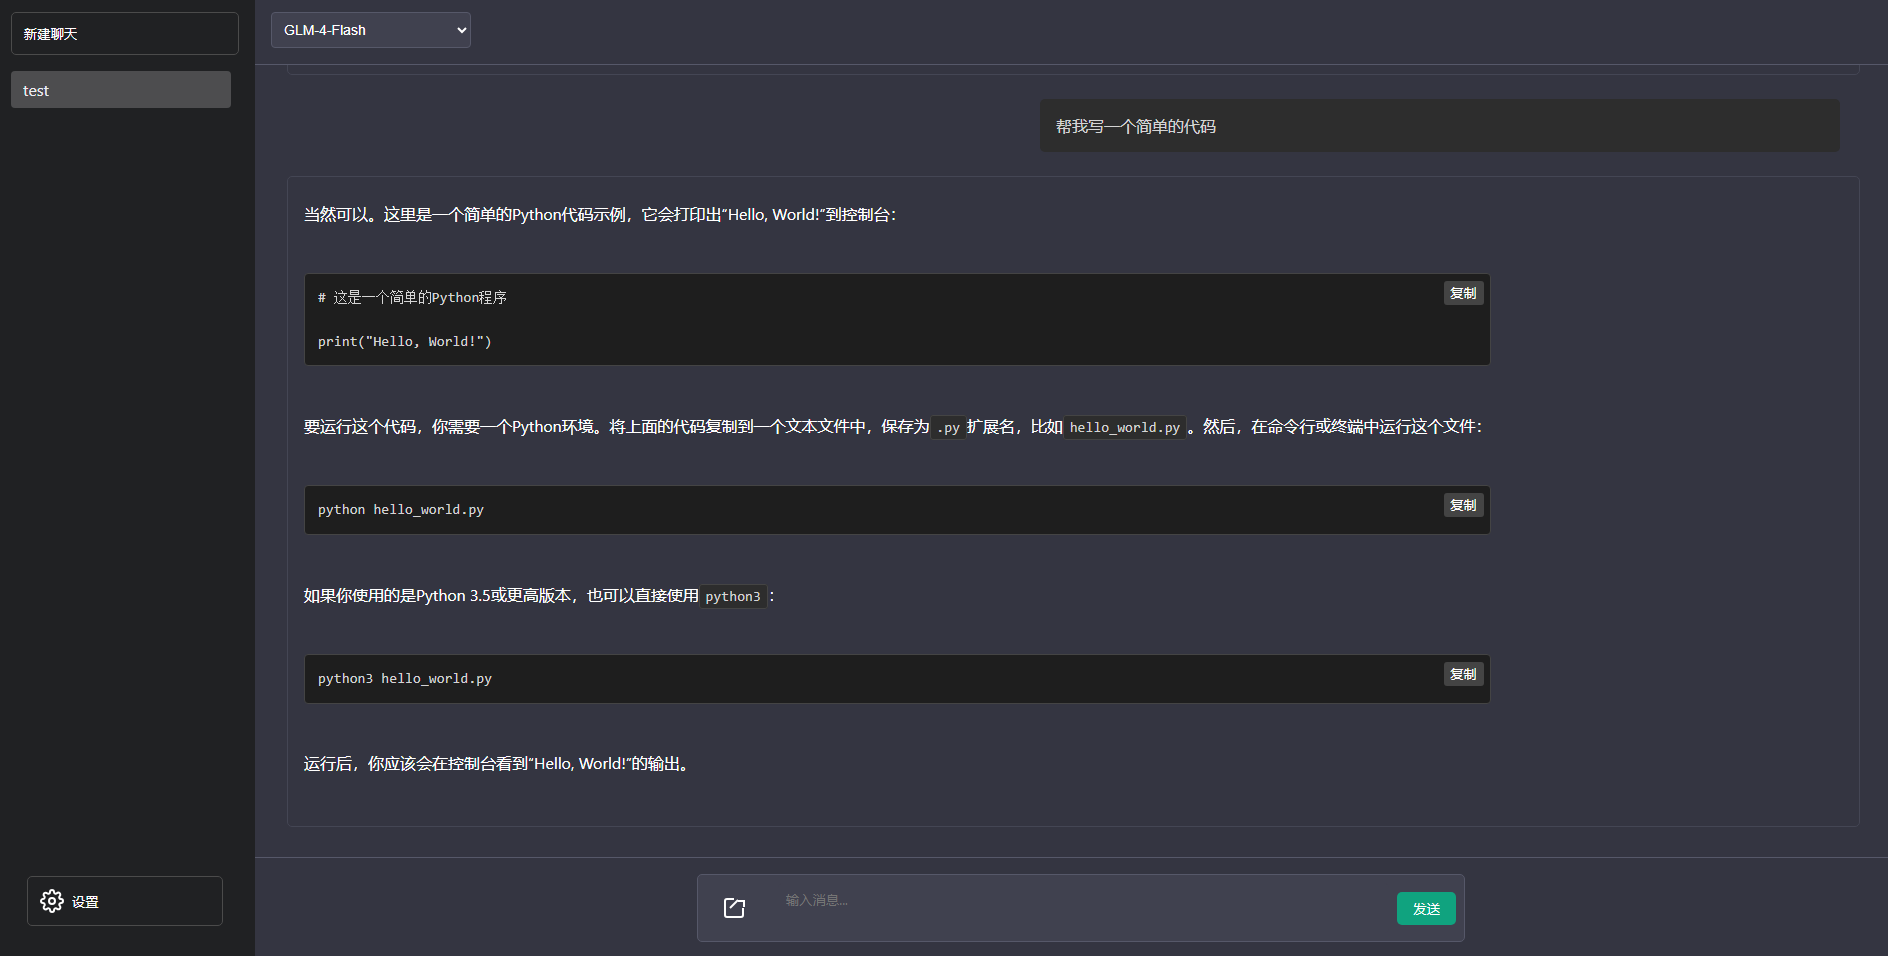 新建聊天
GLM-4-Flash
test
帮我写一个简单的代码
当然可以。这里是一个简单的Python代码示例，它会打印出“Hello, World!”到控制台：
复制
# 这是一个简单的Python程序
print("Hello, World!")
要运行这个代码，你需要一个Python环境。将上面的代码复制到一个文本文件中，保存为 .py 扩展名，比如 hello_world.py 。然后，在命令行或终端中运行这个文件：
复制
python hello_world.py
如果你使用的是Python 3.5或更高版本，也可以直接使用 python3 ：
复制
python3 hello_world.py
运行后，你应该会在控制台看到“Hello, World!”的输出。
设置
输入消息...
发送